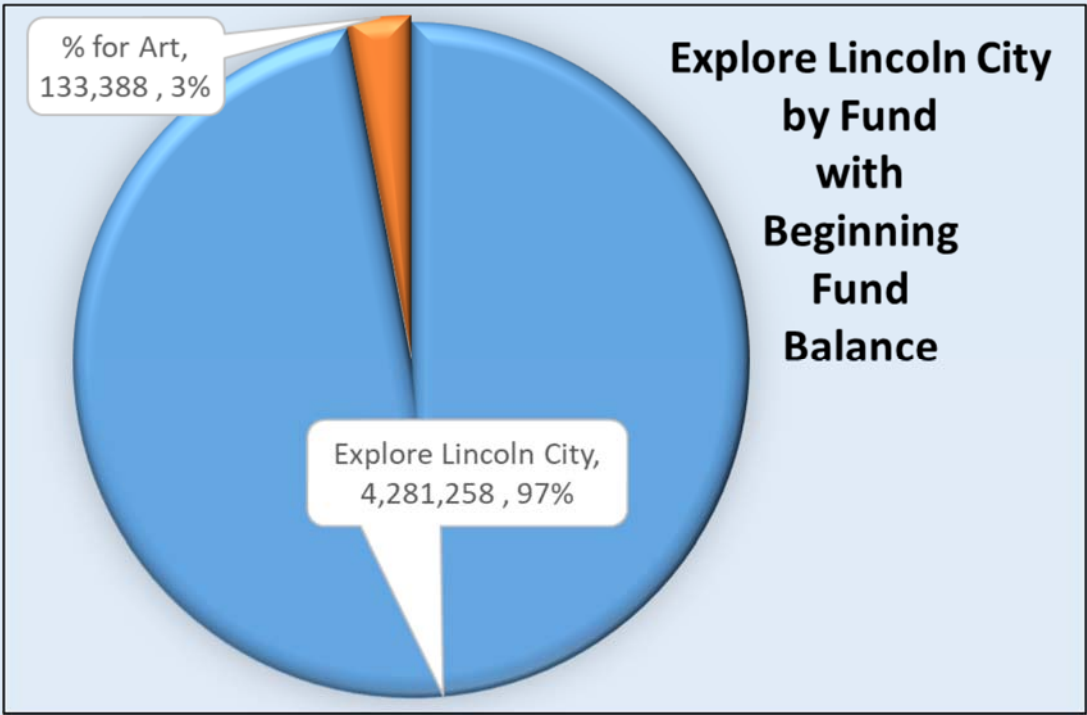 % for Art,
133,388 , 3%
Explore Lincoln City
by Fund
with
Beginning
Fund
Balance
Explore Lincoln City,
4,281,258 , 97%